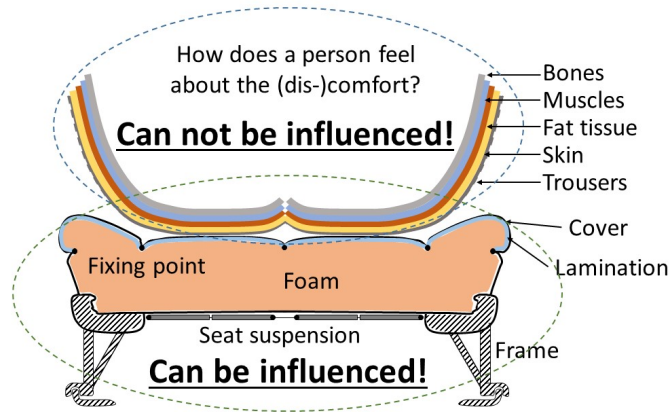 How does a person feel
about the (dis-)comfort?
Can not be influenced!
Bones
Muscles
Fat tissue
Skin
Trousers
Cover
Lamination
Fixing point
Foam
Seat suspension
Frame
Can be influenced!